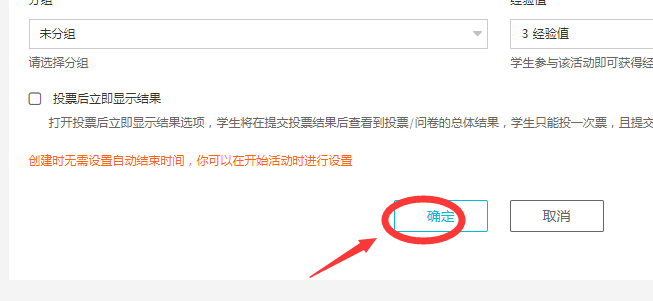 分组
经验值
未分组
3 经验值
请选择分组
学生参与该活动即可获得经
投票后立即显示结果
打开投票后立即显示结果选项，学生将在提交投票结果后查看到投票/问卷的总体结果，学生只能投一次票，且提交
创建时无需设置自动结束时间，你可以在开始活动时进行设置
确定
取消